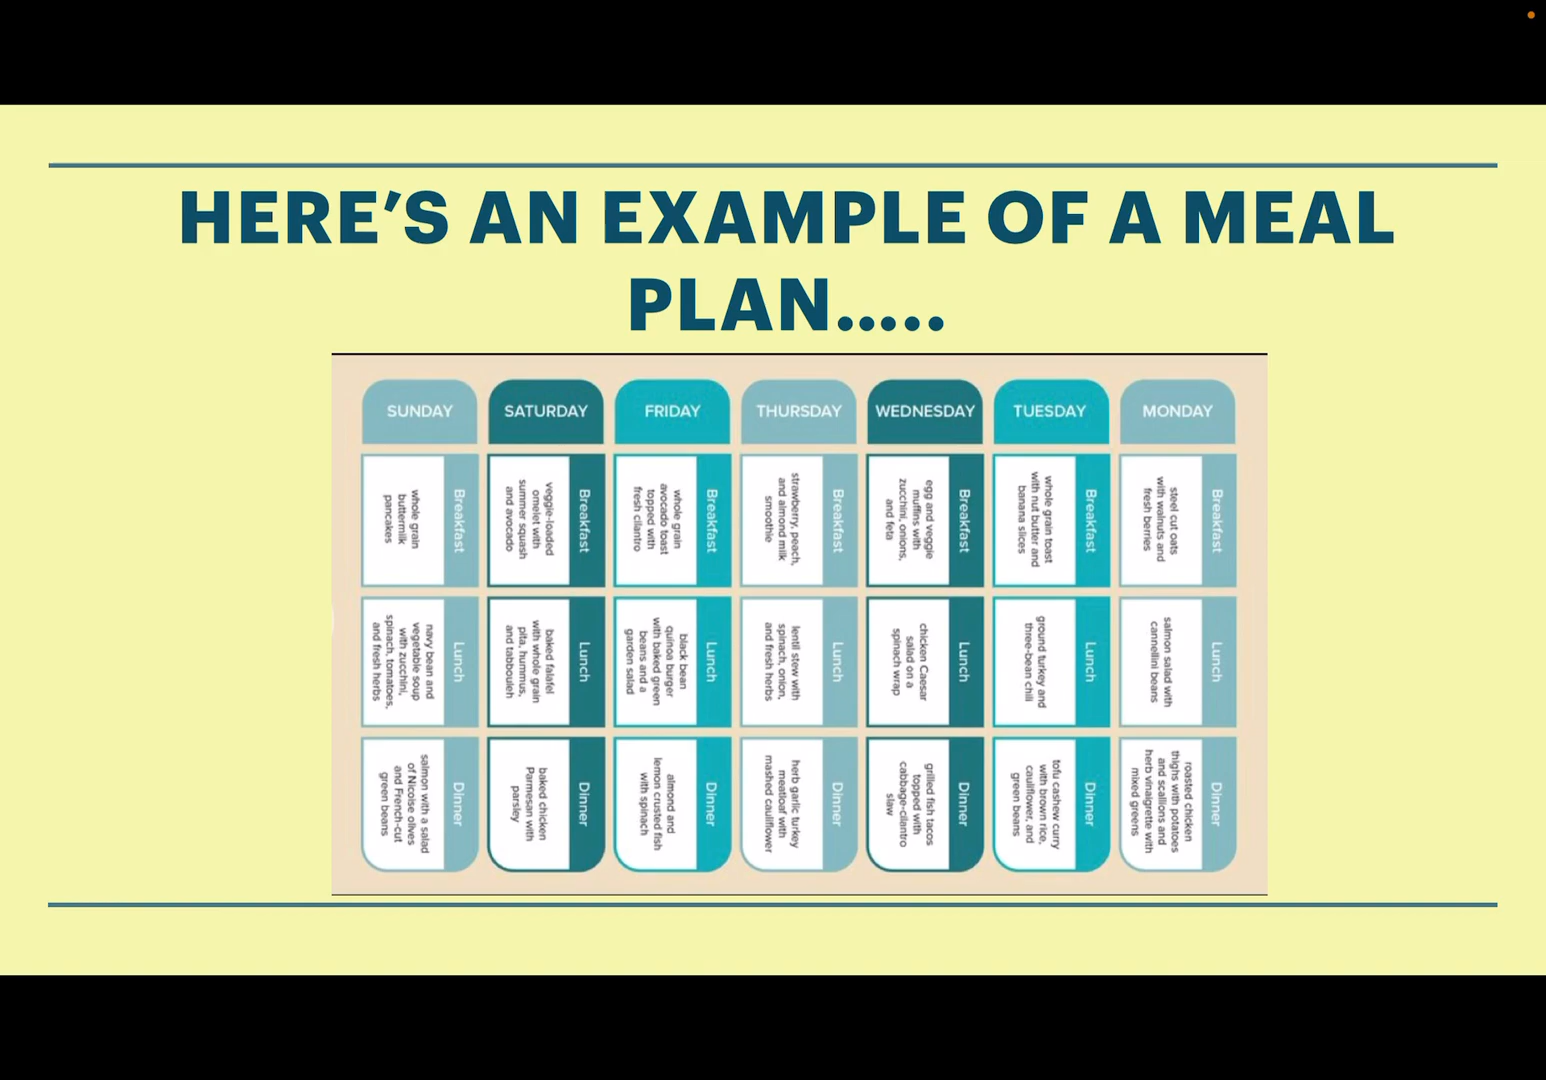 HERE’S AN EXAMPLE OF A MEAL
PLAN.....
SUNDAY
SATURDAY
FRIDAY
THURSDAY
WEDNESDAY
TUESDAY
MONDAY
Breakfast
whole grain
buttermilk
pancakes
Breakfast
veggie-loaded
omelet with
summer squash
and avocado
Breakfast
whole grain
avocado toast
topped with
fresh cilantro
Breakfast
strawberry, peach,
and almond milk
smoothie
Breakfast
egg and veggie
muffins with
zucchini, onions,
and feta
Breakfast
whole grain toast
with nut butter and
banana slices
Breakfast
steel cut oats
with walnuts and
fresh berries
Lunch
navy bean and
vegetable soup
with zucchini,
spinach, tomatoes,
and fresh herbs
Lunch
baked falafel
with whole grain
pita, hummus,
and tabbouleh
Lunch
black bean
quinoa burger
with baked green
beans and a
garden salad
Lunch
lentil stew with
spinach, onion,
and fresh herbs
Lunch
chicken Caesar
salad on a
spinach wrap
Lunch
ground turkey and
three-bean chili
Lunch
salmon salad with
cannellini beans
Dinner
salmon with a salad
of Nicoise olives
and French-cut
green beans
Dinner
baked chicken
Parmesan with
parsley
Dinner
almond and
lemon crusted fish
with spinach
Dinner
herb garlic turkey
meatloaf with
mashed cauliflower
Dinner
grilled fish tacos
topped with
cabbage-cilantro
slaw
Dinner
tofu cashew curry
with brown rice,
cauliflower, and
green beans
Dinner
roasted chicken
thighs with potatoes
and scallions and
herb vinaigrette with
mixed greens